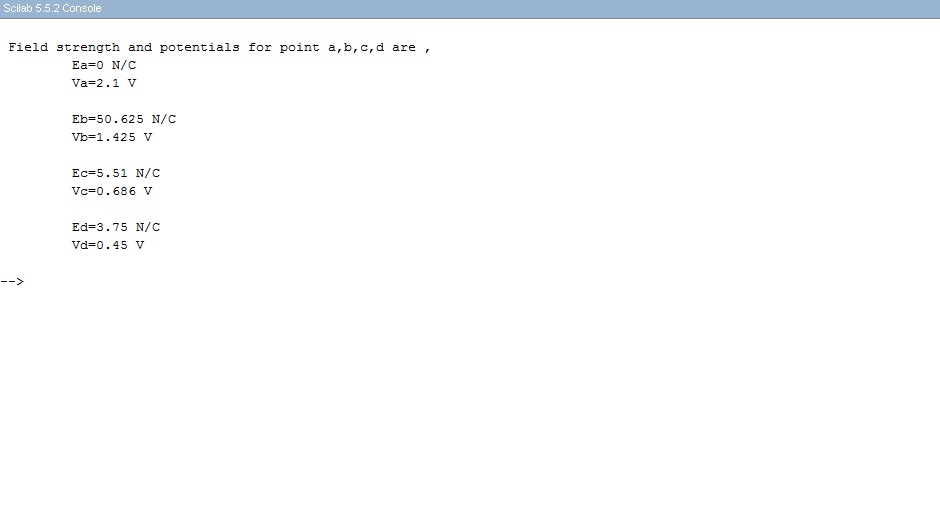 Scilab 5.5.2 Console
Field strength and potentials for point a,b,c,d are ,
Ea=0 N/C
Va=2.1 V
Eb=50.625 N/C
Vb=1.425 V
Ec=5.51 N/C
Vc=0.686 V
Ed=3.75 N/C
Vd=0.45 V
-->